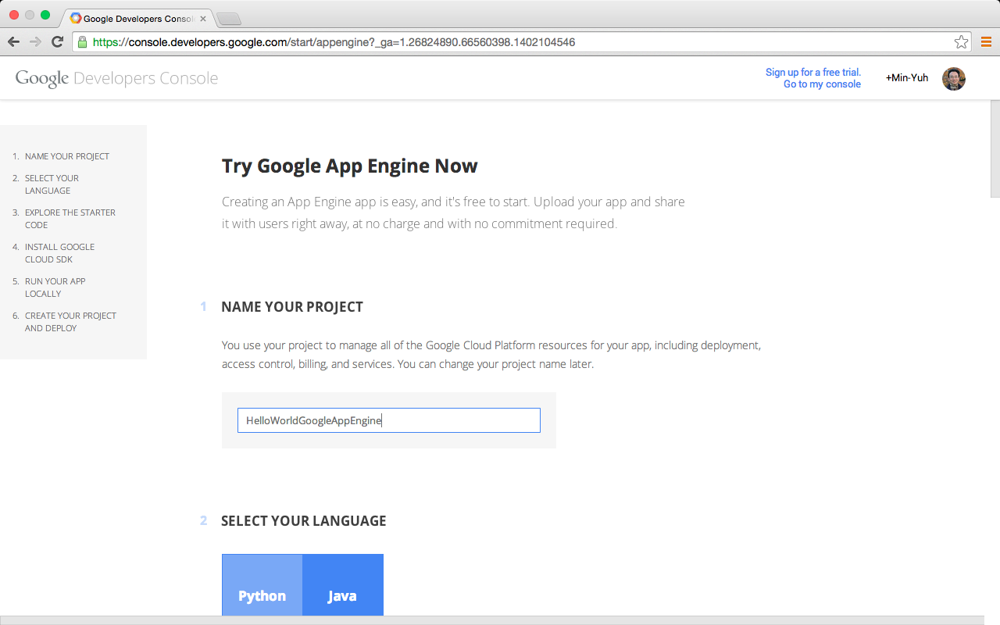 Google Developers Conso
https://console.developers.google.com/start/appengine?_ga=1.26824890.66560398.1402104546
Google Developers Console
Sign up for a free trial.
Go to my console
+Min-Yuh
1. NAME YOUR PROJECT
2. SELECT YOUR
LANGUAGE
3. EXPLORE THE STARTER
CODE
4. INSTALL GOOGLE
CLOUD SDK
5. RUN YOUR APP
LOCALLY
6. CREATE YOUR PROJECT
AND DEPLOY
Try Google App Engine Now
Creating an App Engine app is easy, and it's free to start. Upload your app and share
it with users right away, at no charge and with no commitment required.
1 NAME YOUR PROJECT
You use your project to manage all of the Google Cloud Platform resources for your app, including deployment,
access control, billing, and services. You can change your project name later.
HelloWorldGoogleAppEngine
2 SELECT YOUR LANGUAGE
Python Java